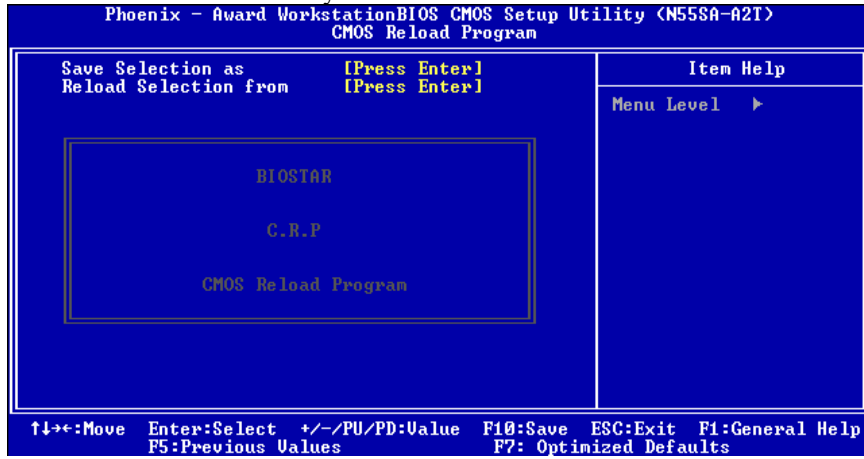 Phoenix - Award WorkstationBIOS CMOS Setup Utility (N55SA-A2T)
CMOS Reload Program
Save Selection as [Press Enter]
Reload Selection from [Press Enter]
Item Help
Menu Level ►
BIOSTAR
C.R.P
CMOS Reload Program
↑↓→←:Move Enter:Select +/-/PU/PD:Value F10:Save ESC:Exit F1:General Help
F5:Previous Values F7: Optimized Defaults